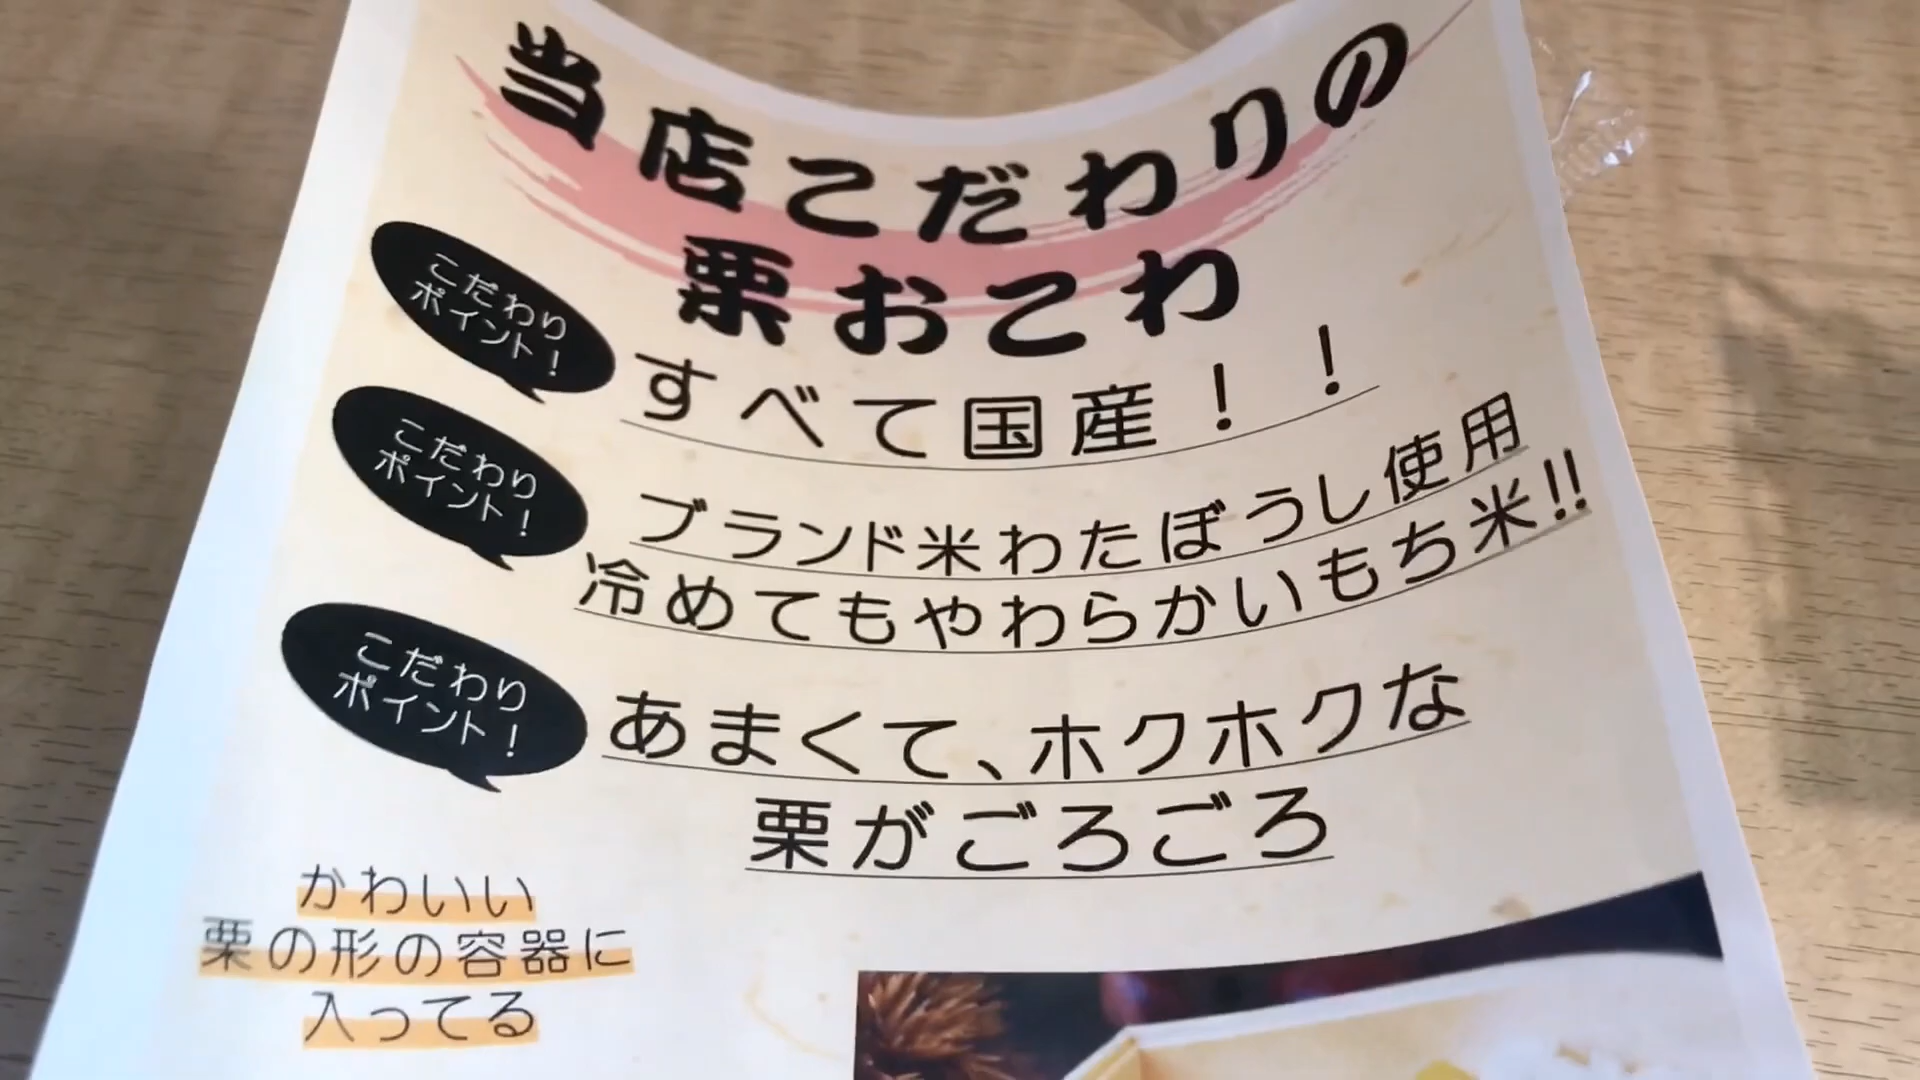 当店こだわりの
栗おこわ
こだわり
ポイント!
すべて国産!!
こだわり
ポイント!
ブランド米わたぼうし使用
冷めてもやわらかいもち米!!
こだわり
ポイント!
あまくて、ホクホクな
栗がごろごろ
かわいい
栗の形の容器に
入ってる